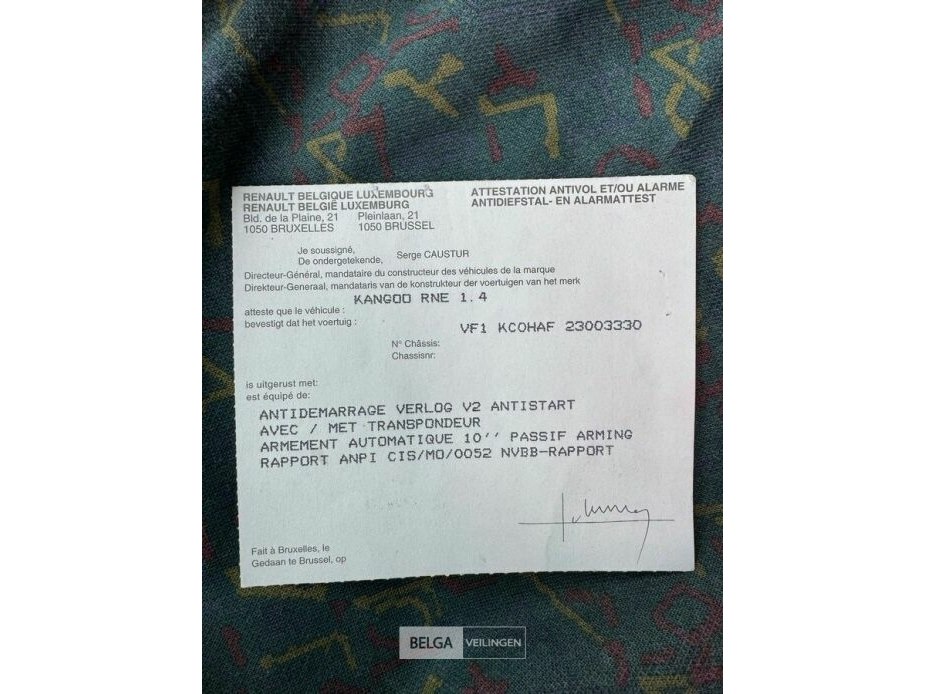 RENAULT BELGIQUE LUXEMBOURG
RENAULT BELGIË LUXEMBURG
Bld. de la Plaine, 21 Pleinlaan, 21
1050 BRUXELLES 1050 BRUSSEL
ATTESTATION ANTIVOL ET/OU ALARME
ANTIDIEFSTAL- EN ALARMATTEST
Je soussigné,
De ondergetekende, Serge CAUSTUR
Directeur-Général, mandataire du constructeur des véhicules de la marque
Direkteur-Generaal, mandataris van de konstrukteur der voertuigen van het merk
KANGOO RNE 1.4
atteste que le véhicule :
bevestigt dat het voertuig :
VF1 KCOHAF 23003330
N° Châssis:
Chassisnr:
is uitgerust met:
est équipé de:
ANTIDEMARRAGE VERLOG V2 ANTISTART
AVEC / MET TRANSPONDEUR
ARMEMENT AUTOMATIQUE 10'' PASSIF ARMING
RAPPORT ANPI CIS/MO/0052 NVBB-RAPPORT
Fait à Bruxelles, le
Gedaan te Brussel, op
BELGA VEILINGEN